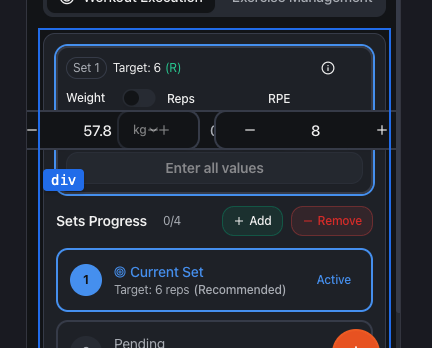 Workout Execution Exercise Management
Set 1 Target: 6 (R)
Weight Reps RPE
− 57.8 kg + ( − 8 +
Enter all values
div
Sets Progress 0/4 + Add − Remove
1 Current Set Active
Target: 6 reps (Recommended)
Pending